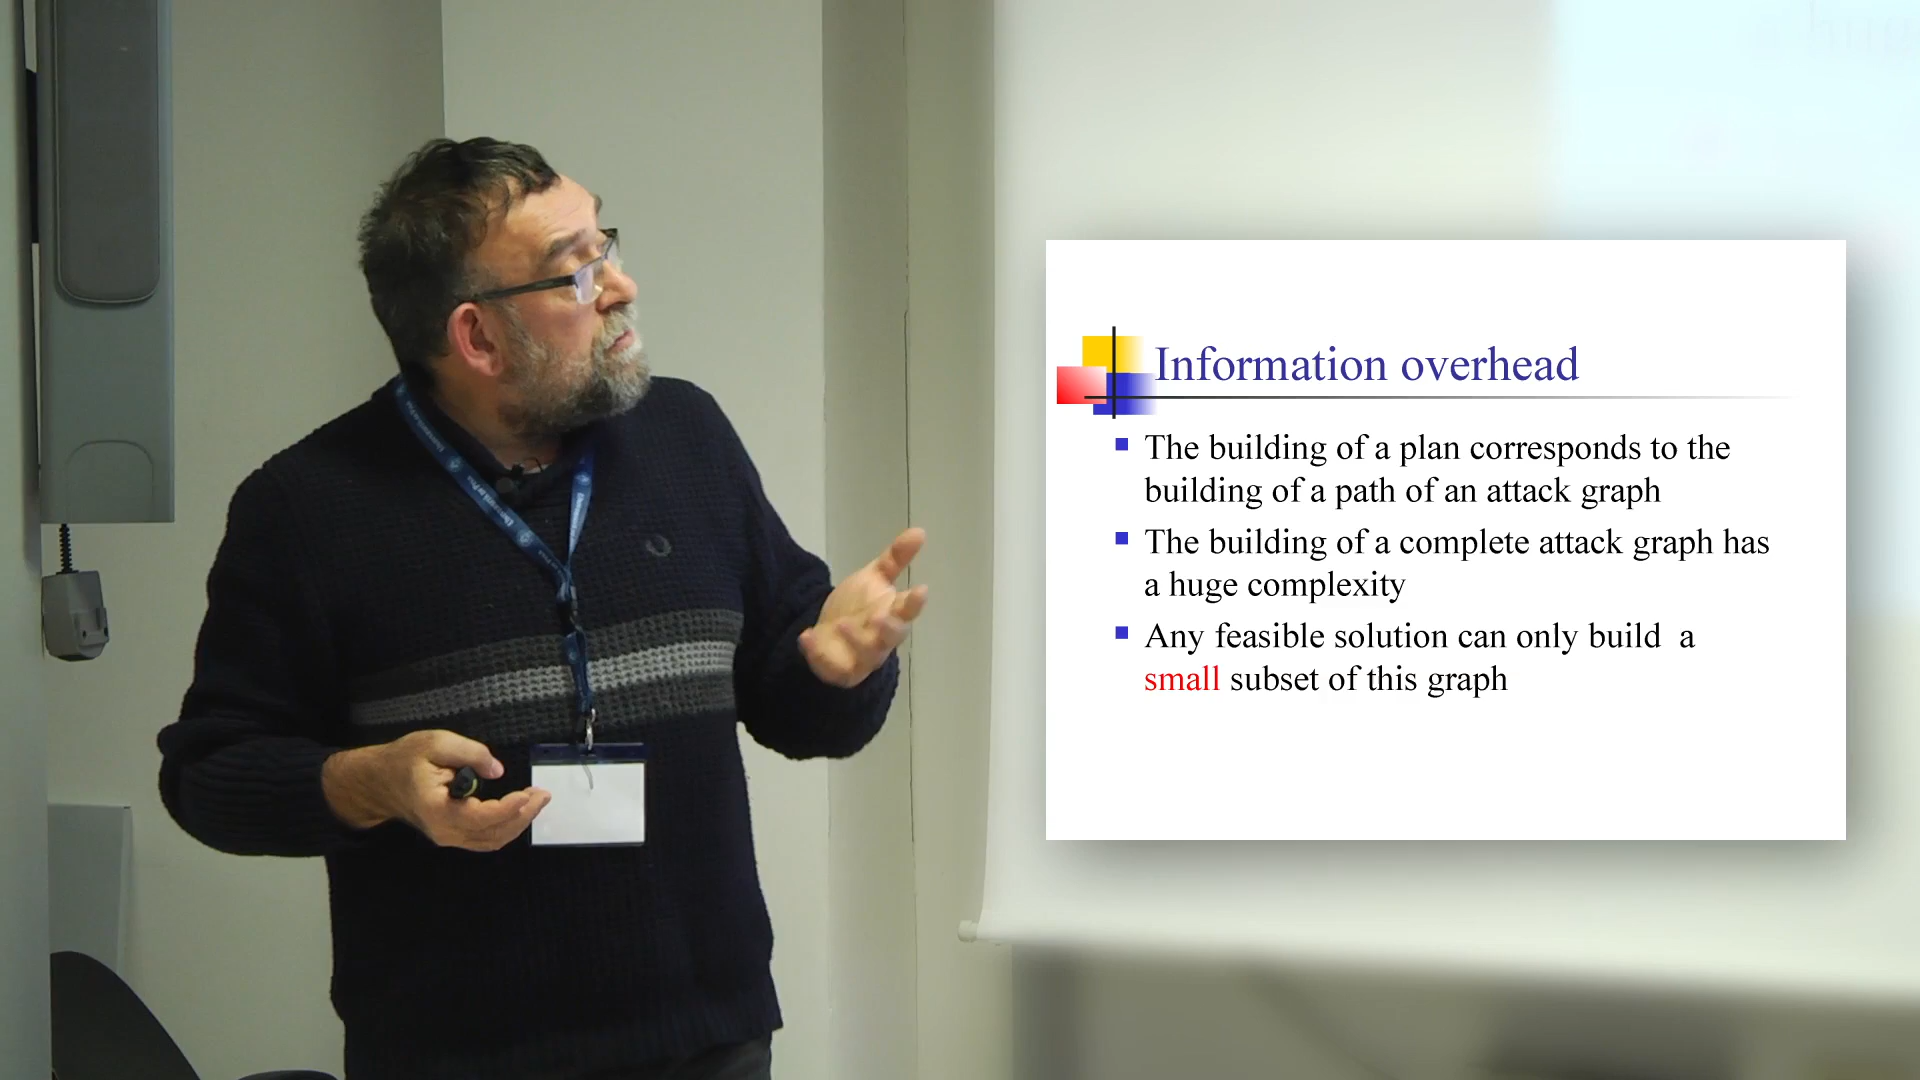 Information overhead
The building of a plan corresponds to the
building of a path of an attack graph
The building of a complete attack graph has
a huge complexity
Any feasible solution can only build a
small subset of this graph